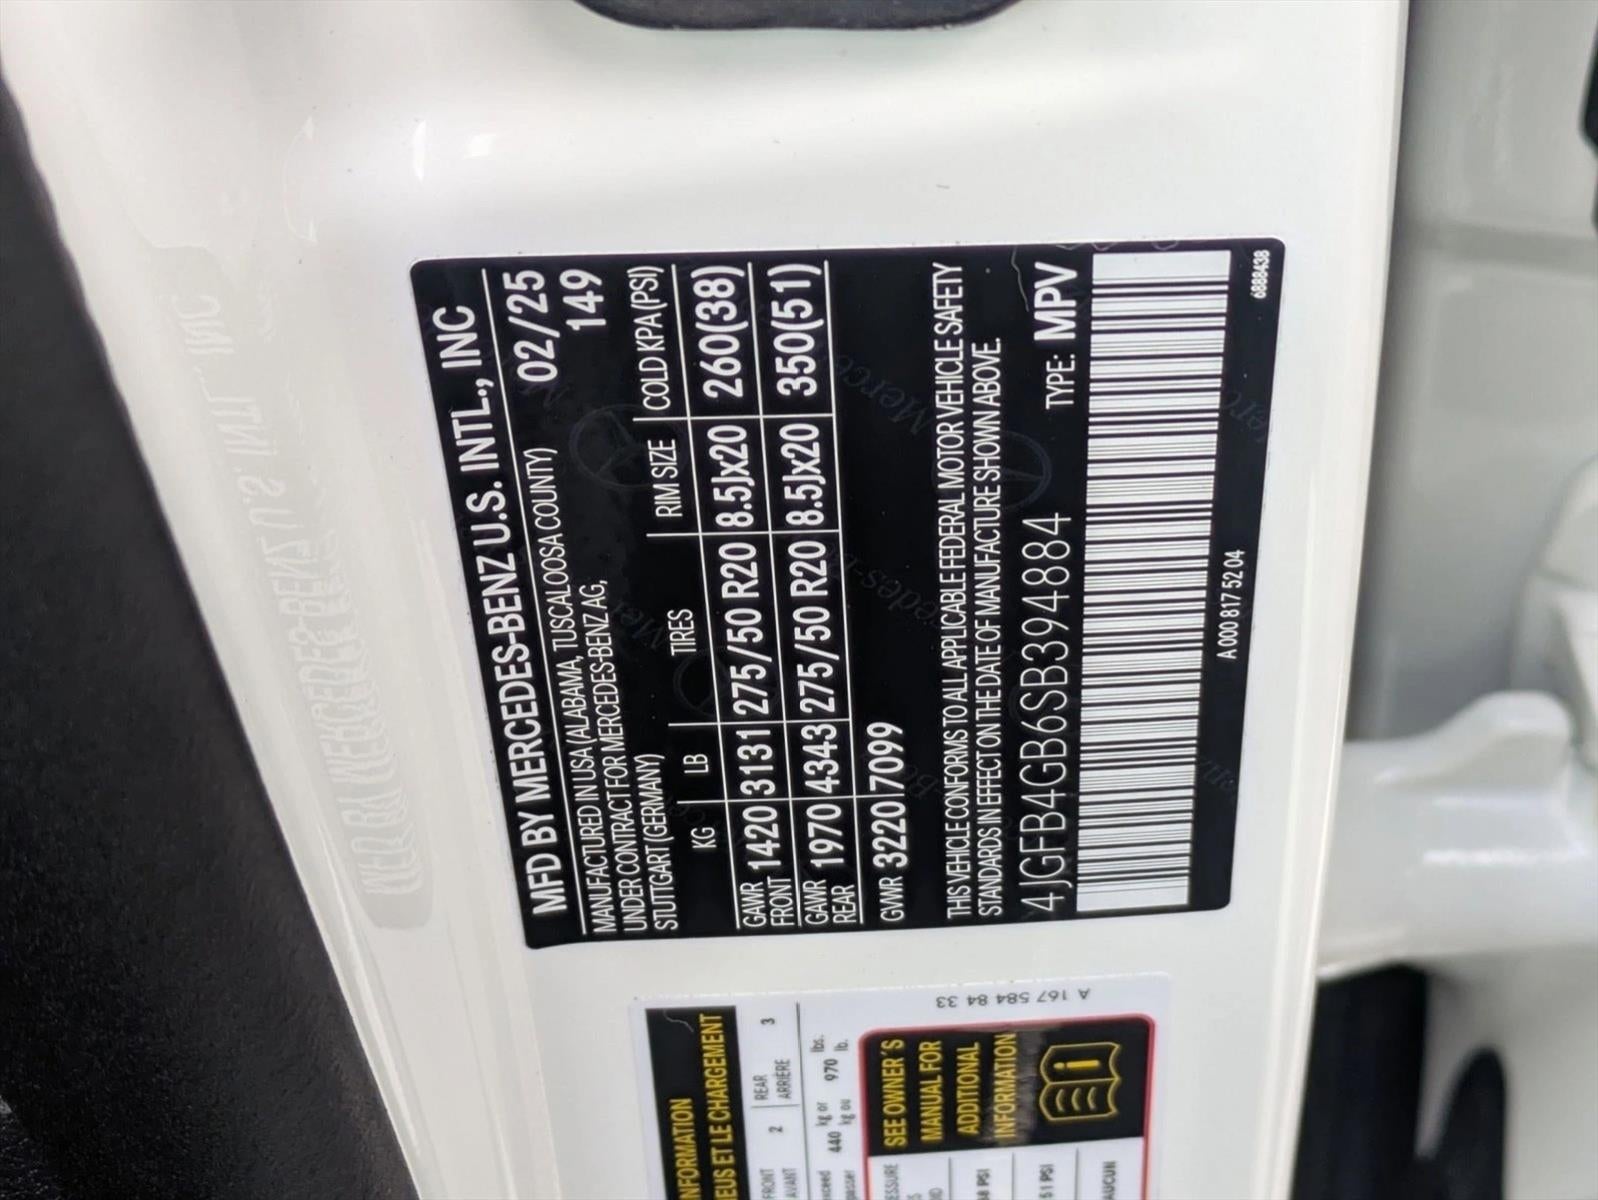 MFD BY MERCEDES-BENZ U.S. INTL., INC
MANUFACTURED IN USA (ALABAMA, TUSCALOOSA COUNTY) 02/25
UNDER CONTRACT FOR MERCEDES-BENZ AG, 149
STUTTGART (GERMANY)
KG LB TIRES RIM SIZE COLD KPA (PSI)
GAWR FRONT 1420 3131 275/50 R20 8.5Jx20 260(38)
GAWR REAR 1970 4343 275/50 R20 8.5Jx20 350(51)
GVWR 3220 7099
THIS VEHICLE CONFORMS TO ALL APPLICABLE FEDERAL MOTOR VEHICLE SAFETY
STANDARDS IN EFFECT ON THE DATE OF MANUFACTURE SHOWN ABOVE.
4JGFB4GB6SB394884 TYPE: MPV
A 000 817 52 04
6888438
A 167 584 84 33
EUS ET LE CHARGEMENT
FRONT 2 REAR 3
AVANT ARRIÈRE
440 kg or 970 lbs.
kg ou lb.
SEE OWNER'S
MANUAL FOR
ADDITIONAL
INFORMATION
51 PSI
AUCUN